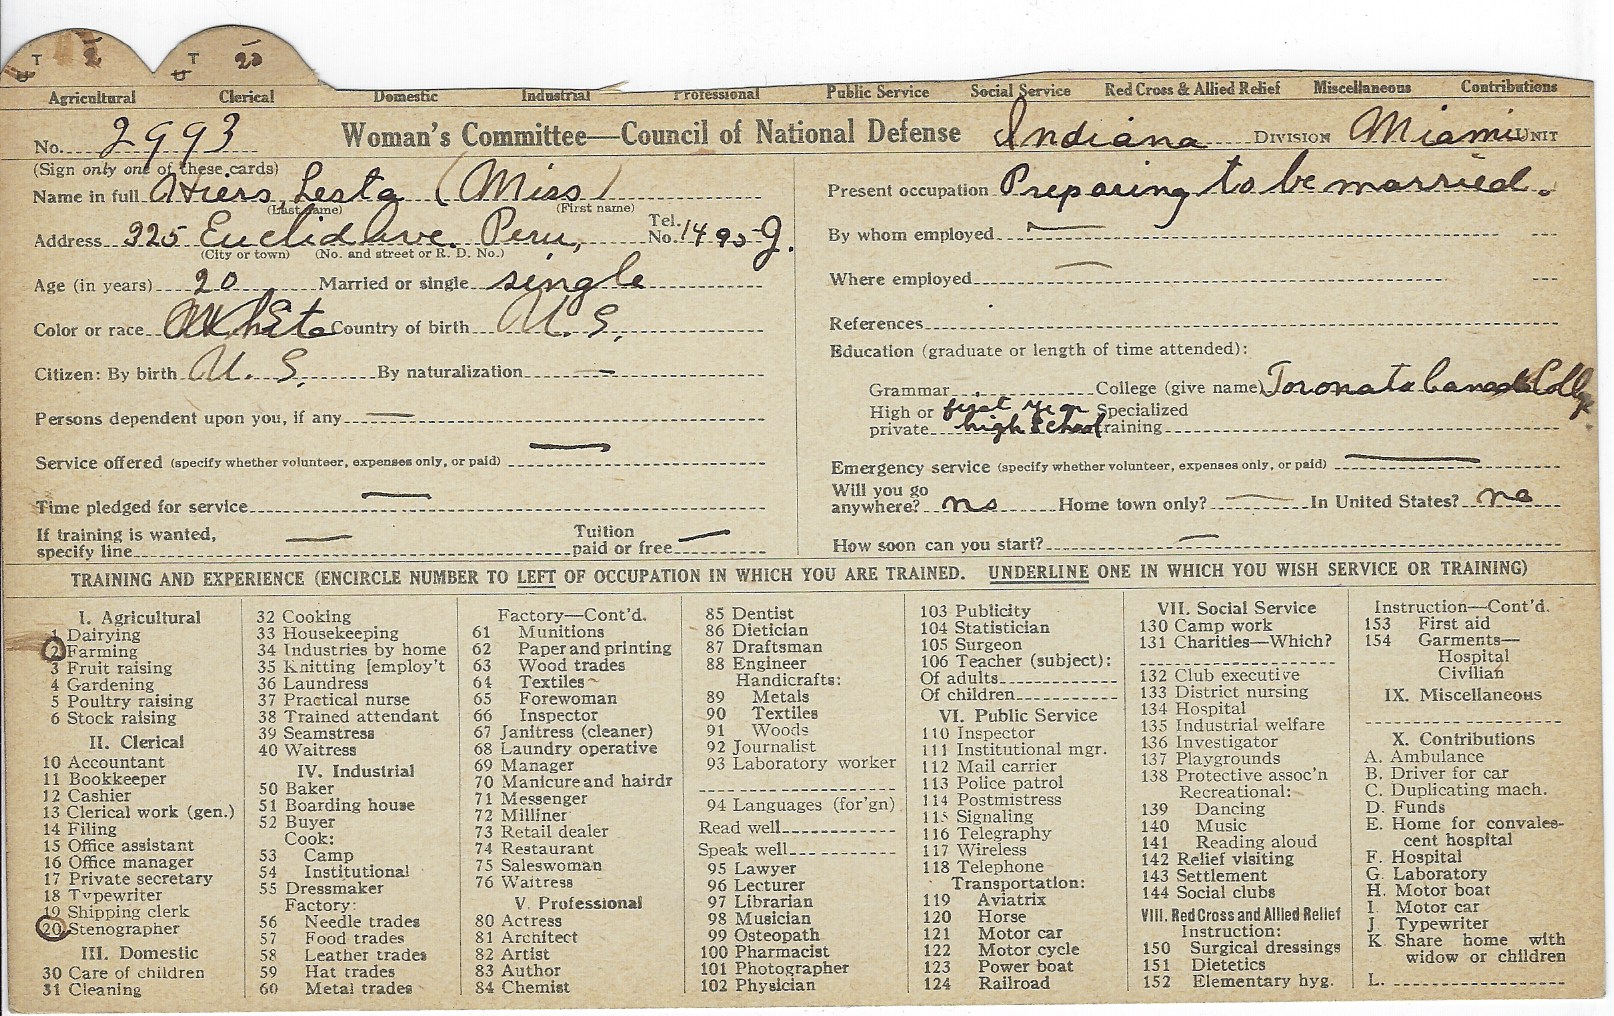 T 2 T 20
Agricultural Clerical Domestic Industrial Professional Public Service Social Service Red Cross & Allied Relief Miscellaneous Contributions
No. 2993 Woman's Committee—Council of National Defense Indiana DIVISION Miami UNIT
(Sign only one of these cards)
Name in full Hiers, Lesta (Miss)
(Last name) (First name)
Address 325 Euclid Ave. Peru, Tel. No. 1495-J.
(City or town) (No. and street or R. D. No.)
Age (in years) 20 Married or single single
Color or race White Country of birth U. S.
Citizen: By birth U. S. By naturalization —
Persons dependent upon you, if any —
Service offered (specify whether volunteer, expenses only, or paid) —
Time pledged for service —
If training is wanted, specify line — Tuition paid or free —
Present occupation Preparing to be married.
By whom employed —
Where employed —
References
Education (graduate or length of time attended):
Grammar College (give name) Toronata Canada Collg
High or private first year high school Specialized training
Emergency service (specify whether volunteer, expenses only, or paid) —
Will you go anywhere? no Home town only? — In United States? no
How soon can you start? —
TRAINING AND EXPERIENCE (ENCIRCLE NUMBER TO LEFT OF OCCUPATION IN WHICH YOU ARE TRAINED. UNDERLINE ONE IN WHICH YOU WISH SERVICE OR TRAINING)
I. Agricultural
1 Dairying
2 Farming
3 Fruit raising
4 Gardening
5 Poultry raising
6 Stock raising
II. Clerical
10 Accountant
11 Bookkeeper
12 Cashier
13 Clerical work (gen.)
14 Filing
15 Office assistant
16 Office manager
17 Private secretary
18 Typewriter
19 Shipping clerk
20 Stenographer
III. Domestic
30 Care of children
31 Cleaning
32 Cooking
33 Housekeeping
34 Industries by home
35 Knitting [employ't
36 Laundress
37 Practical nurse
38 Trained attendant
39 Seamstress
40 Waitress
IV. Industrial
50 Baker
51 Boarding house
52 Buyer
Cook:
53 Camp
54 Institutional
55 Dressmaker
Factory:
56 Needle trades
57 Food trades
58 Leather trades
59 Hat trades
60 Metal trades
Factory—Cont'd.
61 Munitions
62 Paper and printing
63 Wood trades
64 Textiles
65 Forewoman
66 Inspector
67 Janitress (cleaner)
68 Laundry operative
69 Manager
70 Manicure and hairdr
71 Messenger
72 Milliner
73 Retail dealer
74 Restaurant
75 Saleswoman
76 Waitress
V. Professional
80 Actress
81 Architect
82 Artist
83 Author
84 Chemist
85 Dentist
86 Dietician
87 Draftsman
88 Engineer
Handicrafts:
89 Metals
90 Textiles
91 Woods
92 Journalist
93 Laboratory worker
94 Languages (for'gn)
Read well
Speak well
95 Lawyer
96 Lecturer
97 Librarian
98 Musician
99 Osteopath
100 Pharmacist
101 Photographer
102 Physician
103 Publicity
104 Statistician
105 Surgeon
106 Teacher (subject):
Of adults
Of children
VI. Public Service
110 Inspector
111 Institutional mgr.
112 Mail carrier
113 Police patrol
114 Postmistress
115 Signaling
116 Telegraphy
117 Wireless
118 Telephone
Transportation:
119 Aviatrix
120 Horse
121 Motor car
122 Motor cycle
123 Power boat
124 Railroad
VII. Social Service
130 Camp work
131 Charities—Which?
132 Club executive
133 District nursing
134 Hospital
135 Industrial welfare
136 Investigator
137 Playgrounds
138 Protective assoc'n
Recreational:
139 Dancing
140 Music
141 Reading aloud
142 Relief visiting
143 Settlement
144 Social clubs
VIII. Red Cross and Allied Relief
Instruction:
150 Surgical dressings
151 Dietetics
152 Elementary hyg.
Instruction—Cont'd.
153 First aid
154 Garments—
Hospital
Civilian
IX. Miscellaneous
X. Contributions
A. Ambulance
B. Driver for car
C. Duplicating mach.
D. Funds
E. Home for convales-
cent hospital
F. Hospital
G. Laboratory
H. Motor boat
I. Motor car
J. Typewriter
K. Share home with
widow or children
L.